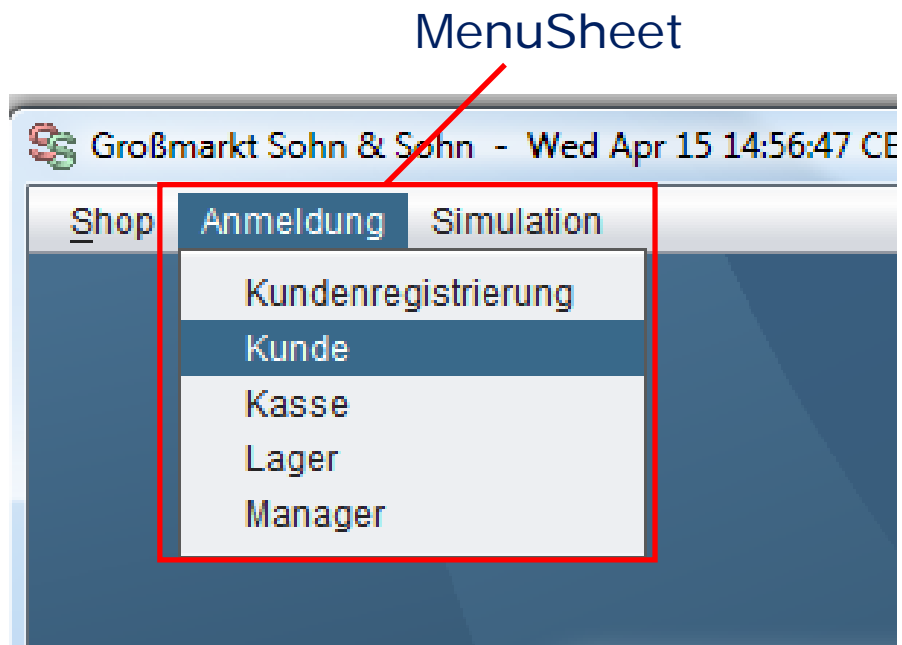 MenuSheet
SS Großmarkt Sohn & Sohn - Wed Apr 15 14:56:47 CE
Shop Anmeldung Simulation
Kundenregistrierung
Kunde
Kasse
Lager
Manager